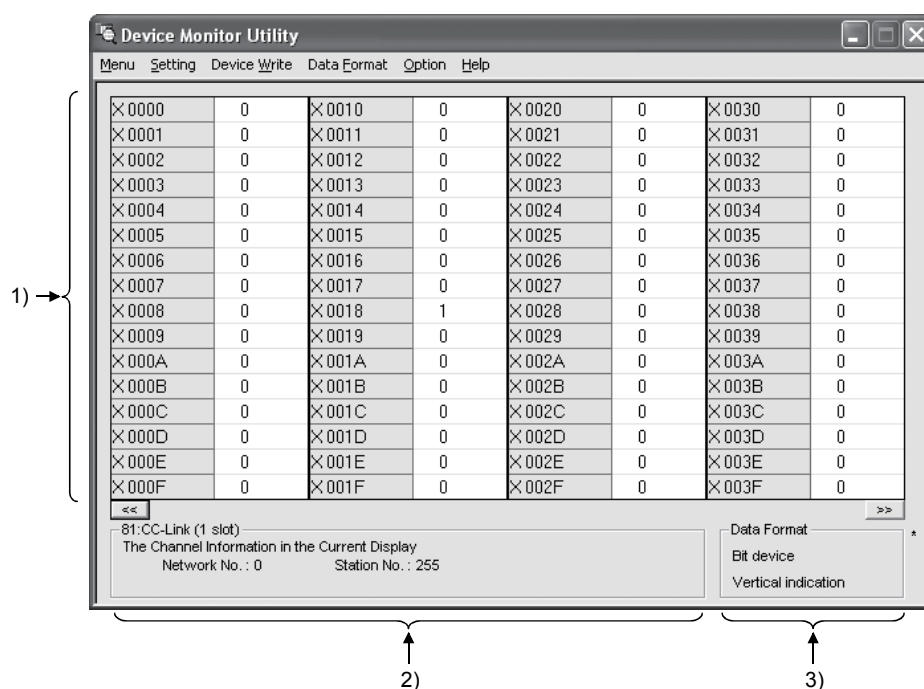 Device Monitor Utility
Menu Setting Device Write Data Format Option Help
X0000 0 X0010 0 X0020 0 X0030 0
X0001 0 X0011 0 X0021 0 X0031 0
X0002 0 X0012 0 X0022 0 X0032 0
X0003 0 X0013 0 X0023 0 X0033 0
X0004 0 X0014 0 X0024 0 X0034 0
X0005 0 X0015 0 X0025 0 X0035 0
X0006 0 X0016 0 X0026 0 X0036 0
X0007 0 X0017 0 X0027 0 X0037 0
1)
X0008 0 X0018 1 X0028 0 X0038 0
X0009 0 X0019 0 X0029 0 X0039 0
X000A 0 X001A 0 X002A 0 X003A 0
X000B 0 X001B 0 X002B 0 X003B 0
X000C 0 X001C 0 X002C 0 X003C 0
X000D 0 X001D 0 X002D 0 X003D 0
X000E 0 X001E 0 X002E 0 X003E 0
X000F 0 X001F 0 X002F 0 X003F 0
<< >>
81:CC-Link (1 slot)
The Channel Information in the Current Display
Network No. : 0 Station No. : 255
Data Format *
Bit device
Vertical indication
2) 3)